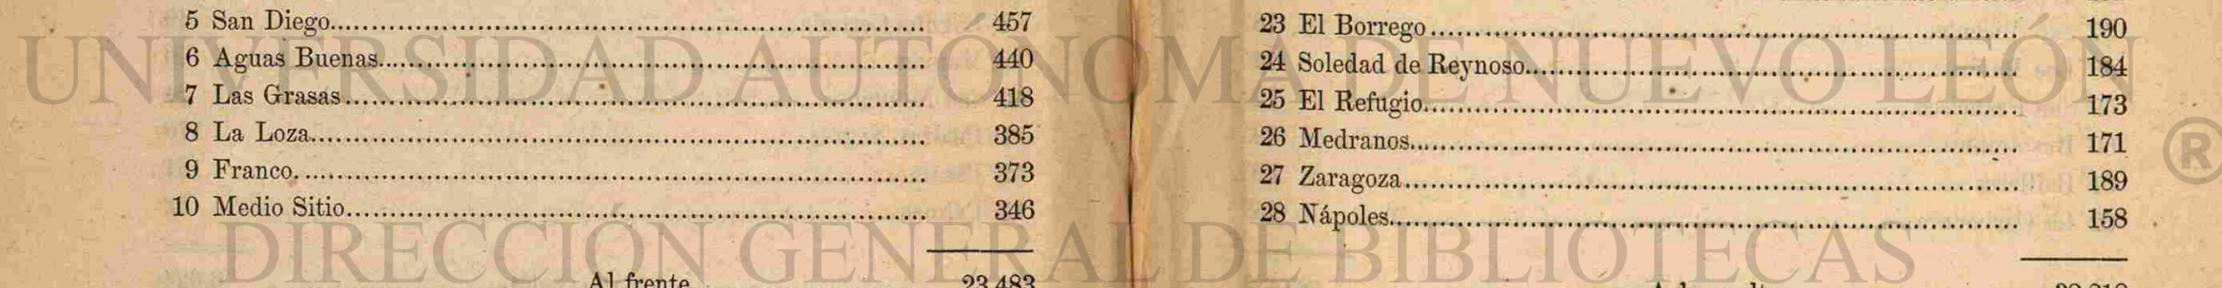 5 San Diego 457
6 Aguas Buenas 440
7 Las Grasas 418
8 La Loza 385
9 Franco 373
10 Medio Sitio 346
Al frente 23,483
23 El Borrego 190
24 Soledad de Reynoso 184
25 El Refugio 173
26 Medranos 171
27 Zaragoza 189
28 Nápoles 158
UNIVERSIDAD AUTÓNOMA DE NUEVO LEÓN
®
DIRECCIÓN GENERAL DE BIBLIOTECAS